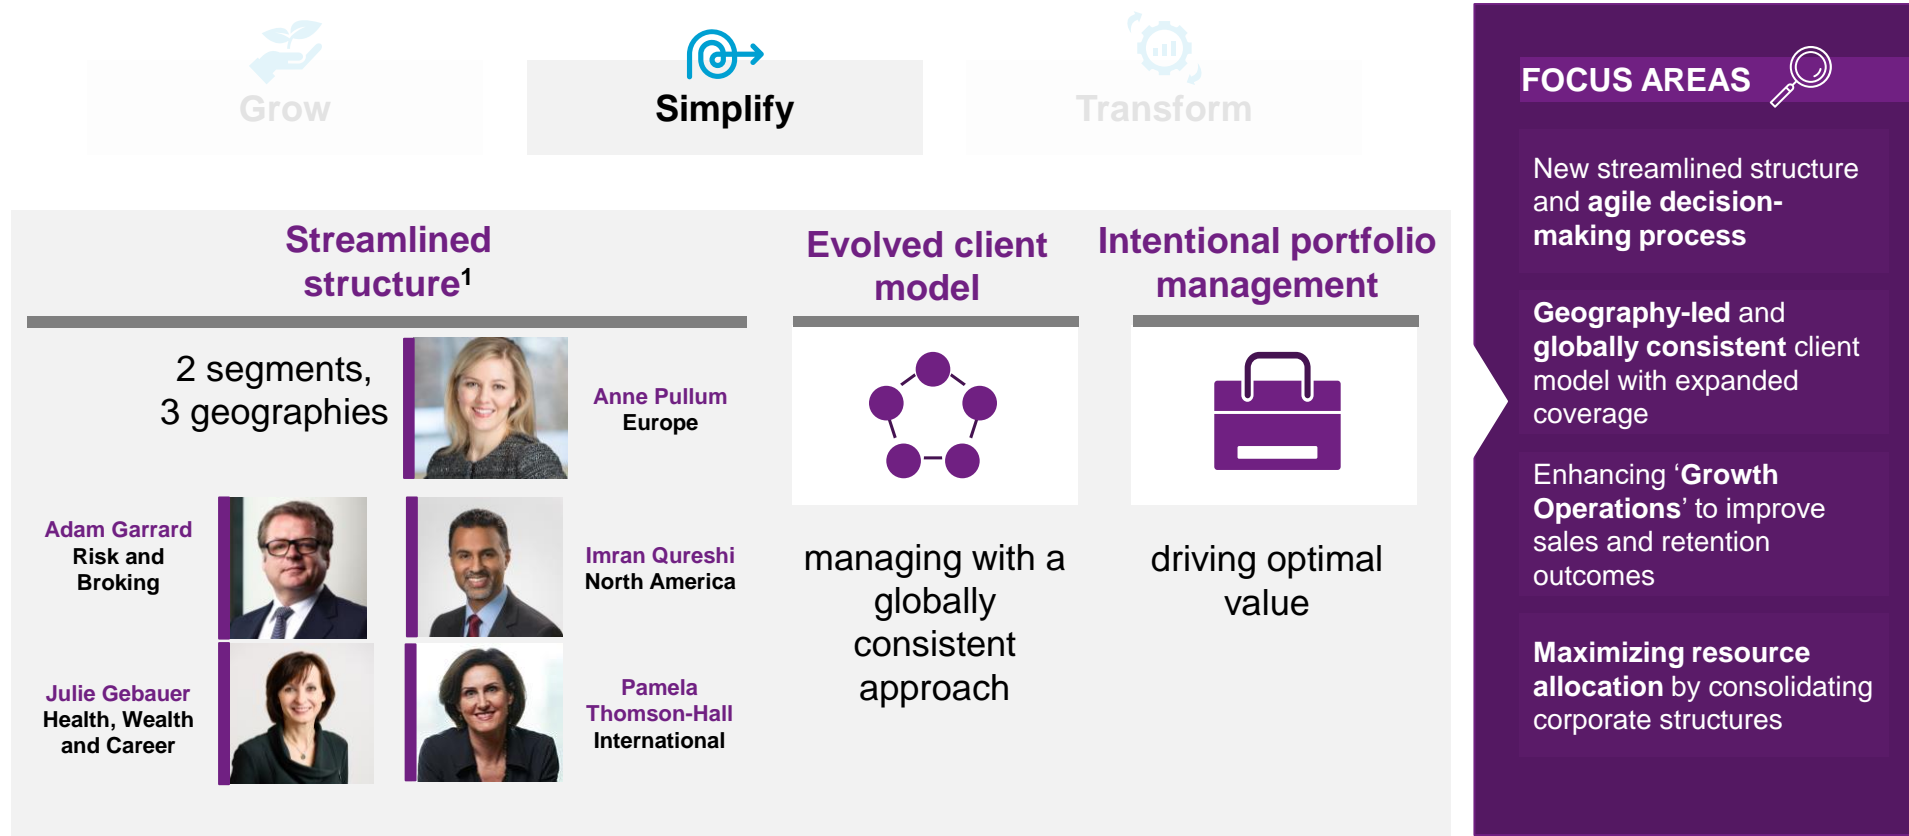 Grow
Simplify
Transform
Streamlined
structure1
2 segments,
3 geographies
Anne Pullum
Europe
Adam Garrard
Risk and
Broking
Imran Qureshi
North America
Julie Gebauer
Health, Wealth
and Career
Pamela
Thomson-Hall
International
Evolved client
model
managing with a
globally
consistent
approach
Intentional portfolio
management
driving optimal
value
FOCUS AREAS
New streamlined structure
and agile decision-
making process
Geography-led and
globally consistent client
model with expanded
coverage
Enhancing ‘Growth
Operations’ to improve
sales and retention
outcomes
Maximizing resource
allocation by consolidating
corporate structures